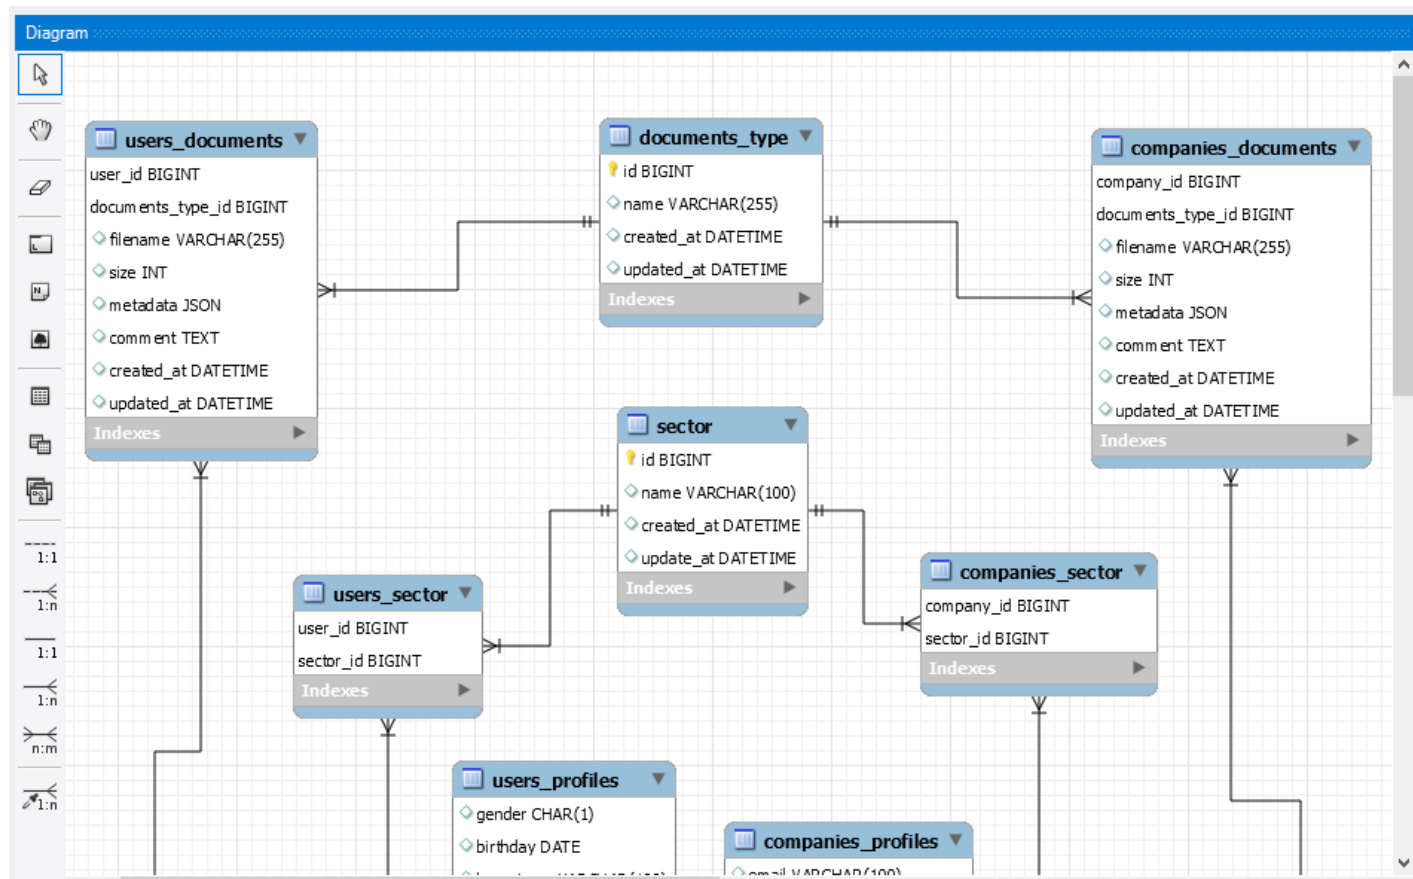 Diagram
users_documents
user_id BIGINT
documents_type_id BIGINT
filename VARCHAR(255)
size INT
metadata JSON
comment TEXT
created_at DATETIME
updated_at DATETIME
Indexes
documents_type
id BIGINT
name VARCHAR(255)
created_at DATETIME
updated_at DATETIME
Indexes
companies_documents
company_id BIGINT
documents_type_id BIGINT
filename VARCHAR(255)
size INT
metadata JSON
comment TEXT
created_at DATETIME
updated_at DATETIME
Indexes
sector
id BIGINT
name VARCHAR(100)
created_at DATETIME
update_at DATETIME
Indexes
users_sector
user_id BIGINT
sector_id BIGINT
Indexes
companies_sector
company_id BIGINT
sector_id BIGINT
Indexes
users_profiles
gender CHAR(1)
birthday DATE
companies_profiles
email VARCHAR(100)
1:1
1:n
1:1
1:n
n:m
1:n